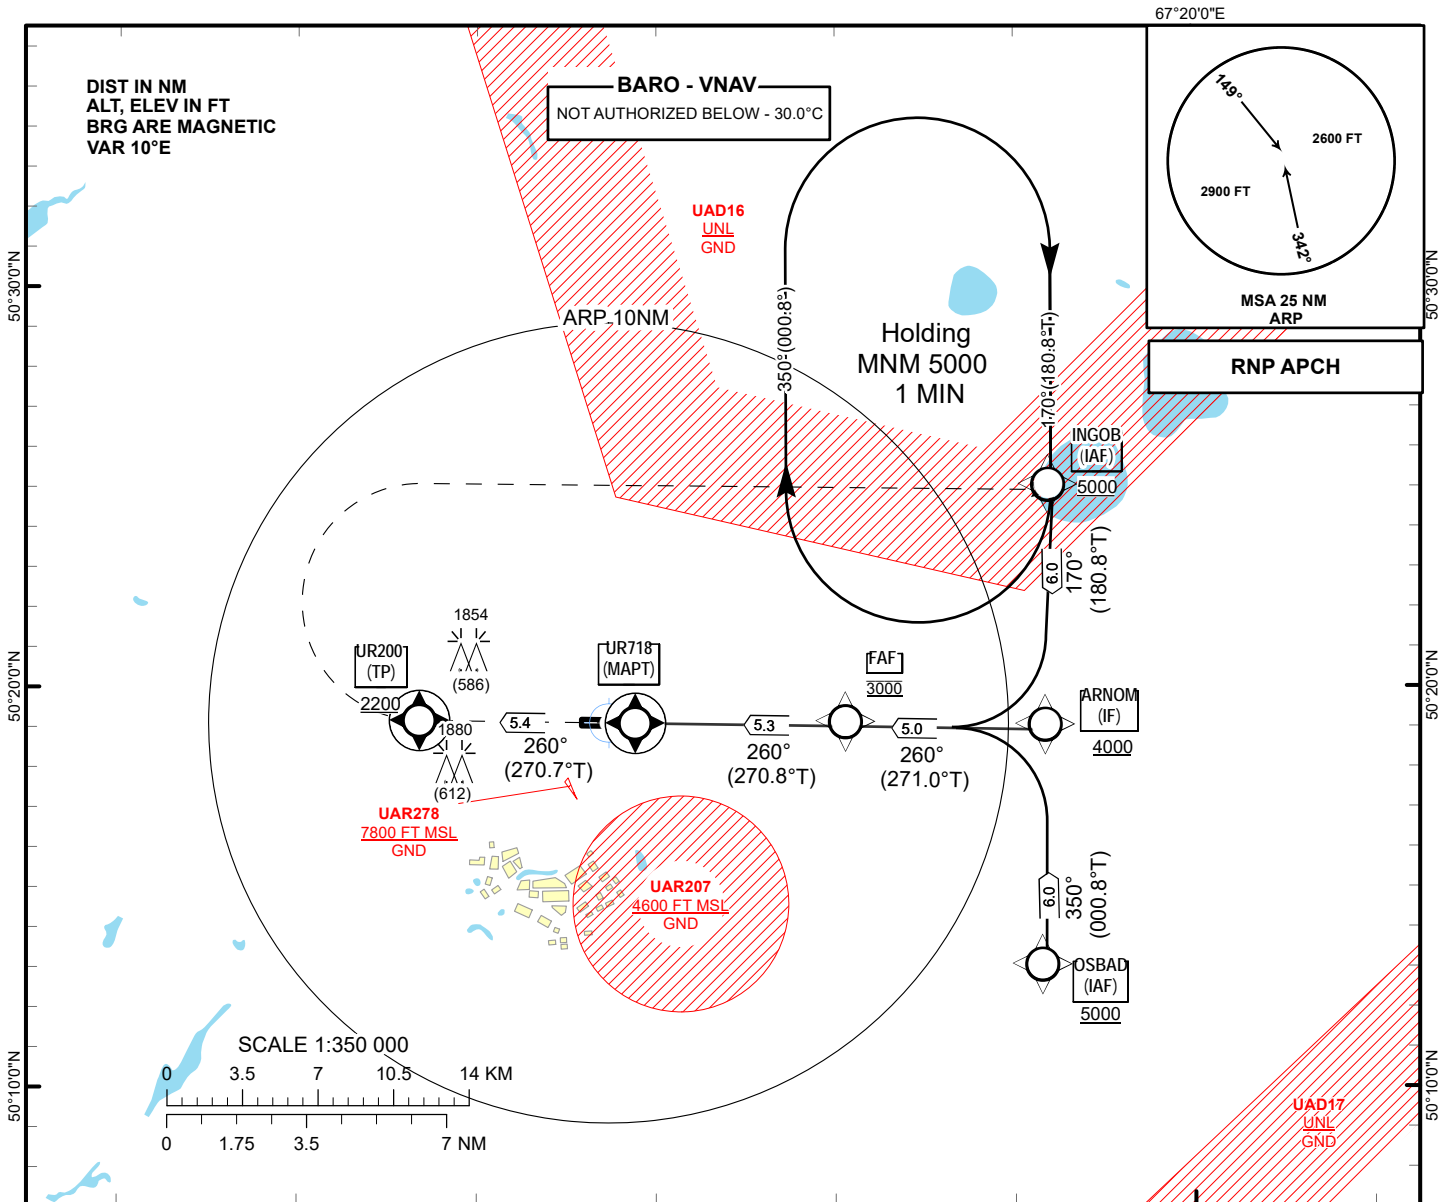 67°20'0"E
DIST IN NM
ALT, ELEV IN FT
BRG ARE MAGNETIC
VAR 10°E
BARO - VNAV
NOT AUTHORIZED BELOW - 30.0°C
149°
2600 FT
2900 FT
342°
MSA 25 NM
ARP
RNP APCH
UAD16
UNL
GND
50°30'0"N
50°30'0"N
ARP 10NM
350° (000.8°)
Holding
MNM 5000
1 MIN
170° (180.8°T)
INGOB
(IAF)
5000
6.0
170°
(180.8°T)
1854
(586)
UR200
(TP)
2200
UR718
(MAPT)
FAF
3000
ARNOM
(IF)
4000
50°20'0"N
50°20'0"N
1880
(612)
5.4
260°
(270.7°T)
5.3
260°
(270.8°T)
5.0
260°
(271.0°T)
UAR278
7800 FT MSL
GND
UAR207
4600 FT MSL
GND
6.0
350°
(000.8°T)
OSBAD
(IAF)
5000
SCALE 1:350 000
0 3.5 7 10.5 14 KM
0 1.75 3.5 7 NM
50°10'0"N
50°10'0"N
UAD17
UNL
GND